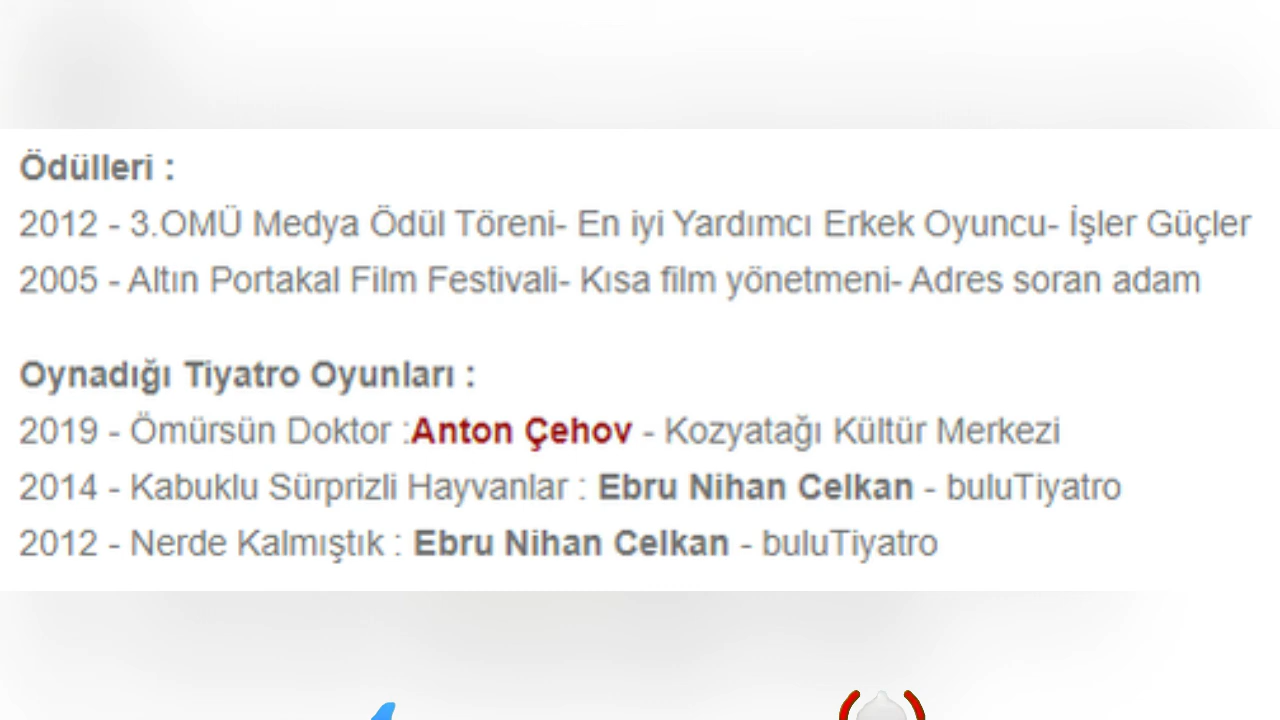 Ödülleri :
2012 - 3.OMÜ Medya Ödül Töreni- En iyi Yardımcı Erkek Oyuncu- İşler Güçler
2005 - Altın Portakal Film Festivali- Kısa film yönetmeni- Adres soran adam
Oynadığı Tiyatro Oyunları :
2019 - Ömürsün Doktor :Anton Çehov - Kozyatağı Kültür Merkezi
2014 - Kabuklu Sürprizli Hayvanlar : Ebru Nihan Celkan - buluTiyatro
2012 - Nerde Kalmıştık : Ebru Nihan Celkan - buluTiyatro